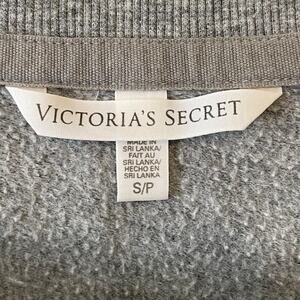 VICTORIA'S SECRET
MADE IN
SRI LANKA/
FAIT AU
SRI LANKA/
HECHO EN
SRI LANKA
S/P